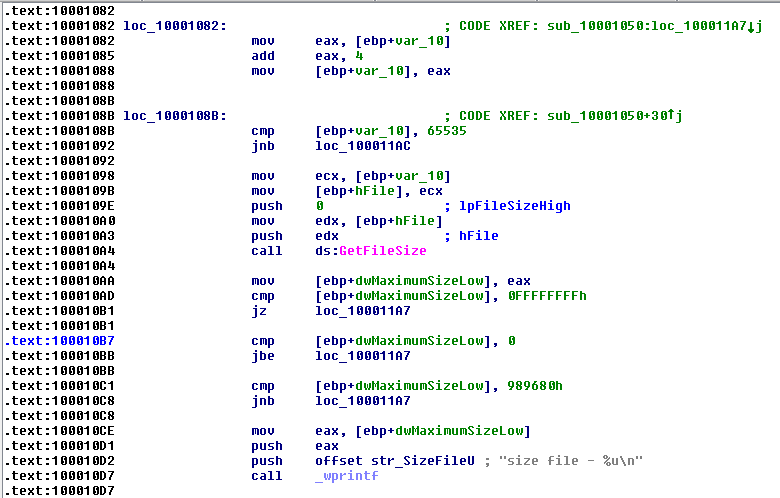 .text:10001082
.text:10001082 loc_10001082: ; CODE XREF: sub_10001050:loc_100011A7↓j
.text:10001082 mov eax, [ebp+var_10]
.text:10001085 add eax, 4
.text:10001088 mov [ebp+var_10], eax
.text:10001088
.text:1000108B
.text:1000108B loc_1000108B: ; CODE XREF: sub_10001050+30↑j
.text:1000108B cmp [ebp+var_10], 65535
.text:10001092 jnb loc_100011AC
.text:10001092
.text:10001098 mov ecx, [ebp+var_10]
.text:1000109B mov [ebp+hFile], ecx
.text:1000109E push 0 ; lpFileSizeHigh
.text:100010A0 mov edx, [ebp+hFile]
.text:100010A3 push edx ; hFile
.text:100010A4 call ds:GetFileSize
.text:100010A4
.text:100010AA mov [ebp+dwMaximumSizeLow], eax
.text:100010AD cmp [ebp+dwMaximumSizeLow], 0FFFFFFFFh
.text:100010B1 jz loc_100011A7
.text:100010B1
.text:100010B7 cmp [ebp+dwMaximumSizeLow], 0
.text:100010BB jbe loc_100011A7
.text:100010BB
.text:100010C1 cmp [ebp+dwMaximumSizeLow], 989680h
.text:100010C8 jnb loc_100011A7
.text:100010C8
.text:100010CE mov eax, [ebp+dwMaximumSizeLow]
.text:100010D1 push eax
.text:100010D2 push offset str_SizeFileU ; "size file - %u\n"
.text:100010D7 call _wprintf
.text:100010D7